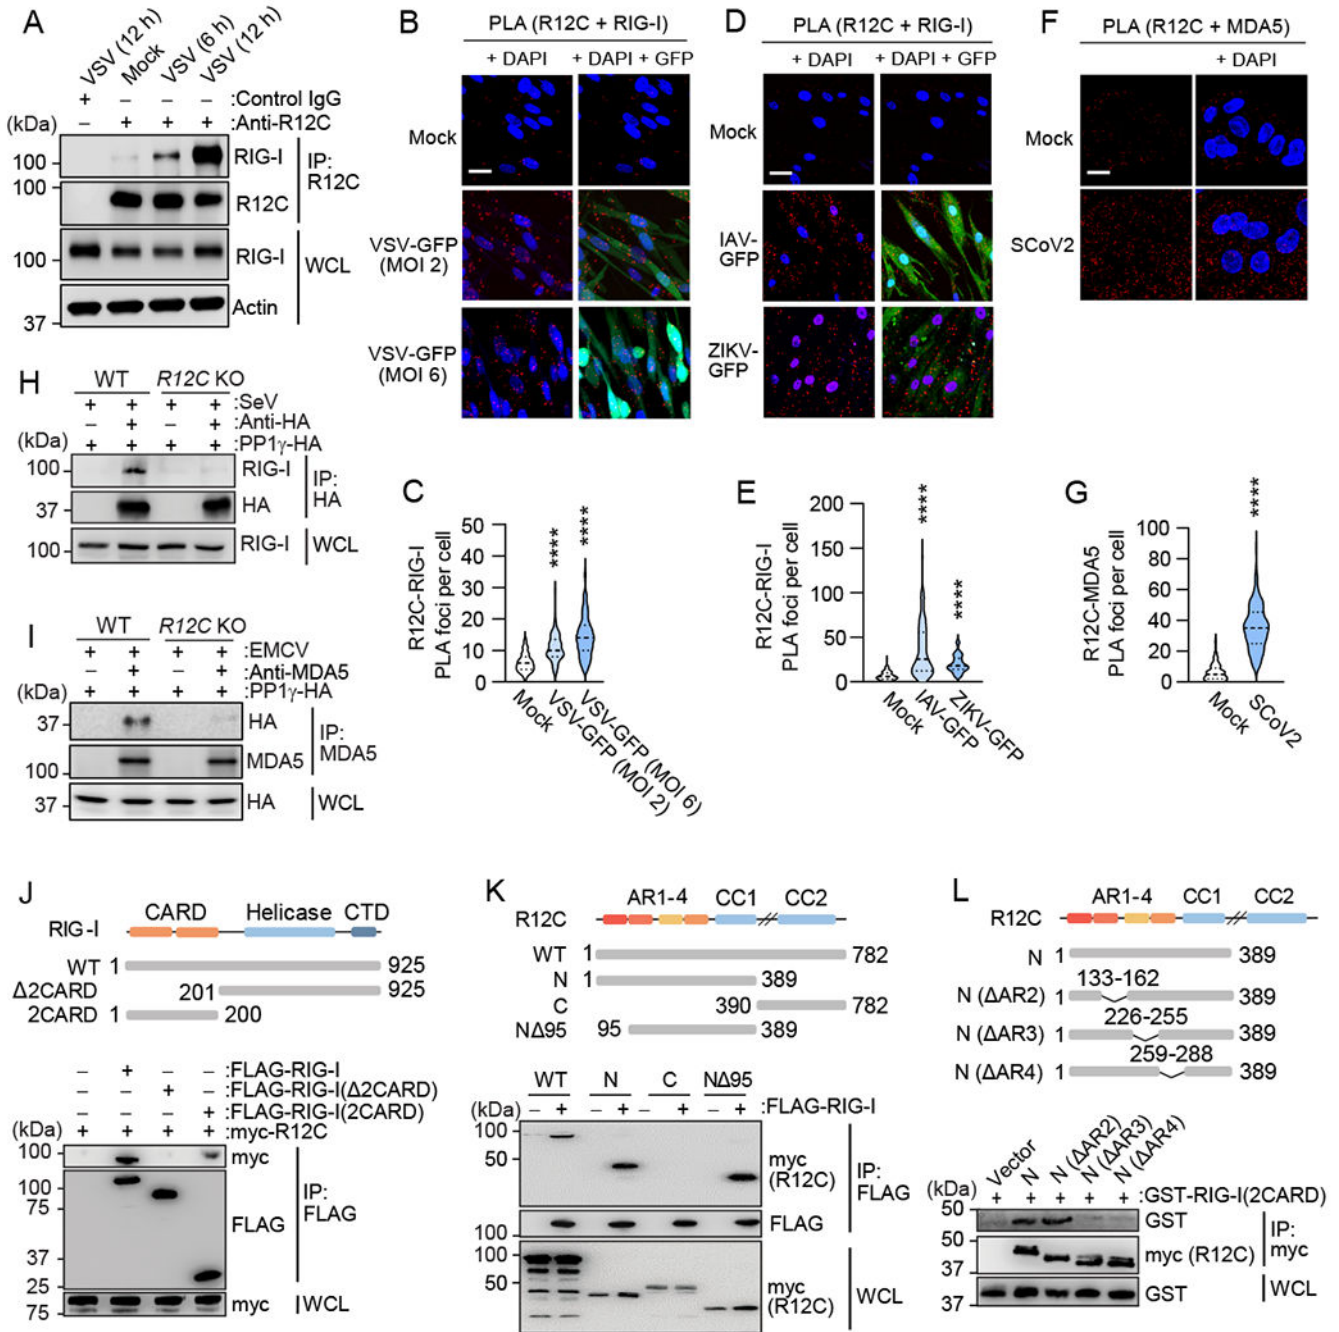 A
VSV (12 h)
Mock
VSV (6 h)
VSV (12 h)
+ – – – :Control IgG
(kDa) – + + + :Anti-R12C
100 RIG-I
100 R12C
IP: R12C
100 RIG-I
Actin
37
WCL
B
PLA (R12C + RIG-I)
+ DAPI + DAPI + GFP
Mock
VSV-GFP
(MOI 2)
VSV-GFP
(MOI 6)
D
PLA (R12C + RIG-I)
+ DAPI + DAPI + GFP
Mock
IAV-
GFP
ZIKV-
GFP
F
PLA (R12C + MDA5)
+ DAPI
Mock
SCoV2
H
WT R12C KO
+ + + + :SeV
– + – + :Anti-HA
(kDa) + + + + :PP1γ-HA
100 RIG-I
37 HA
IP:
HA
100 RIG-I WCL
C
R12C-RIG-I
PLA foci per cell
50
40
30
20
10
0
**** ****
Mock
VSV-GFP (MOI 2)
VSV-GFP (MOI 6)
E
R12C-RIG-I
PLA foci per cell
200
150
100
50
0
**** ****
Mock
IAV-GFP
ZIKV-GFP
G
R12C-MDA5
PLA foci per cell
100
80
60
40
20
0
****
Mock
SCoV2
I
WT R12C KO
+ + + + :EMCV
– + – + :Anti-MDA5
(kDa) + + + + :PP1γ-HA
37 HA
100 MDA5
IP:
MDA5
37 HA WCL
J
CARD Helicase CTD
RIG-I
WT 1 925
Δ2CARD 201 925
2CARD 1 200
– + – – :FLAG-RIG-I
– – + – :FLAG-RIG-I(Δ2CARD)
– – – + :FLAG-RIG-I(2CARD)
(kDa) + + + + :myc-R12C
100 myc
100
75
FLAG
37
25
IP:
FLAG
75 myc WCL
K
AR1-4 CC1 CC2
R12C
WT 1 782
N 1 389
C 390 782
NΔ95 95 389
WT N C NΔ95
(kDa) – + – + – + – + :FLAG-RIG-I
100
50
myc
(R12C)
100 FLAG
IP:
FLAG
100
50
myc
(R12C)
WCL
L
AR1-4 CC1 CC2
R12C
N 1 389
133-162
N (ΔAR2) 1 389
226-255
N (ΔAR3) 1 389
259-288
N (ΔAR4) 1 389
Vector
N
N (ΔAR2)
N (ΔAR3)
N (ΔAR4)
(kDa) + + + + + :GST-RIG-I(2CARD)
50
37
GST
50
37
myc (R12C)
IP:
myc
37 GST WCL